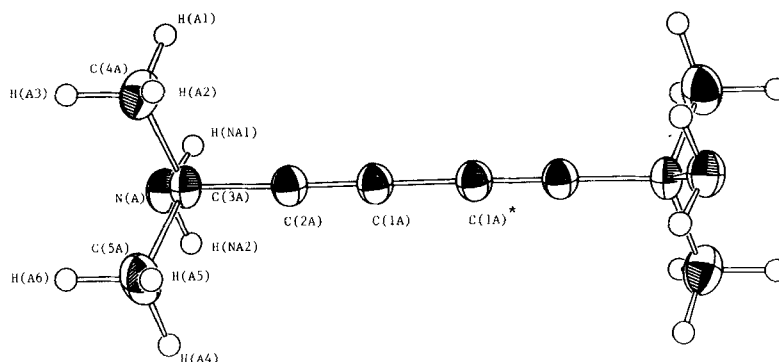 H(A1)
C(4A)
H(A3)
H(A2)
H(NA1)
N(A)
C(3A)
C(2A)
C(1A)
C(1A)*
C(5A)
H(NA2)
H(A6)
H(A5)
H(A4)